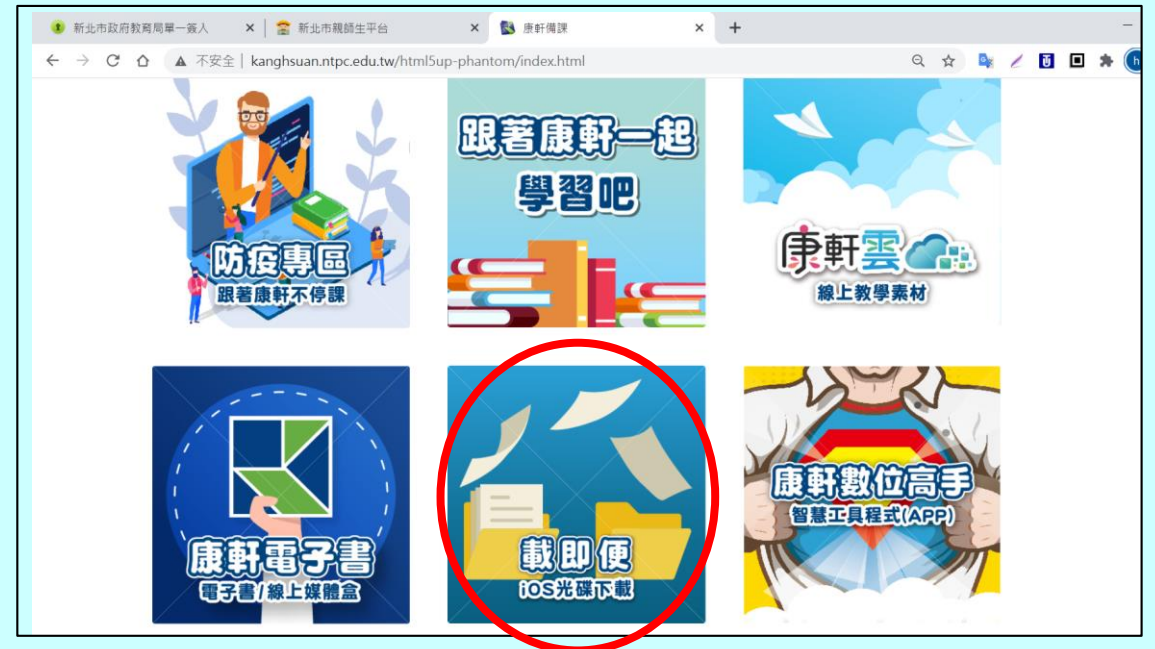 新北市政府教育局單一簽入
新北市親師生平台
康軒備課
不安全 | kanghsuan.ntpc.edu.tw/html5up-phantom/index.html
h
防疫專區
跟著康軒不停課
跟著康軒一起
學習吧
康軒雲
線上教學素材
康軒電子書
電子書/線上媒體盒
載即便
iOS光碟下載
康軒數位高手
智慧工具程式(APP)